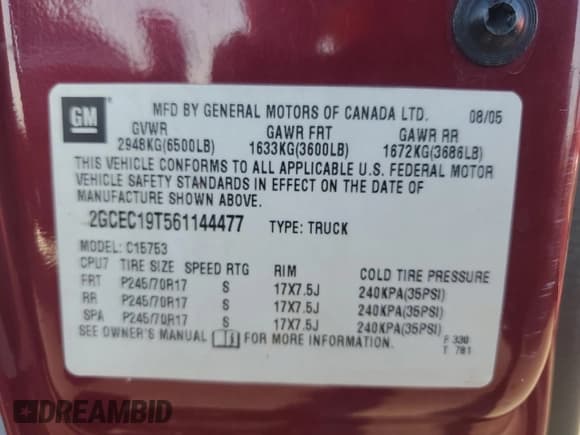 GM
MFD BY GENERAL MOTORS OF CANADA LTD. 08/05
GVWR GAWR FRT GAWR RR
2948KG(6500LB) 1633KG(3600LB) 1672KG(3686LB)
THIS VEHICLE CONFORMS TO ALL APPLICABLE U.S. FEDERAL MOTOR
VEHICLE SAFETY STANDARDS IN EFFECT ON THE DATE OF
MANUFACTURE SHOWN ABOVE.
2GCEC19T561144477 TYPE: TRUCK
MODEL: C15753
CPU7 TIRE SIZE SPEED RTG RIM COLD TIRE PRESSURE
FRT P245/70R17 S 17X7.5J 240KPA(35PSI)
RR P245/70R17 S 17X7.5J 240KPA(35PSI)
SPA P245/70R17 S 17X7.5J 240KPA(35PSI)
SEE OWNER'S MANUAL FOR MORE INFORMATION. F 330
T 781
DREAMBID